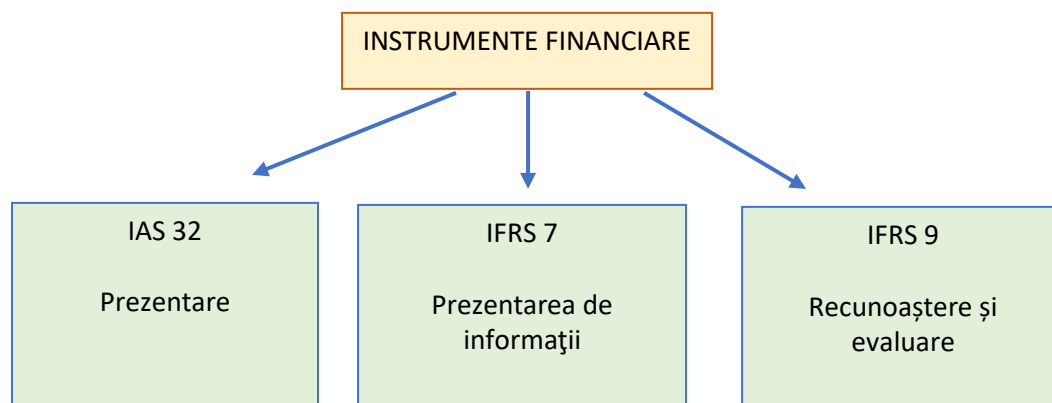 INSTRUMENTE FINANCIARE
IAS 32
Prezentare
IFRS 7
Prezentarea de
informaţii
IFRS 9
Recunoaștere și
evaluare